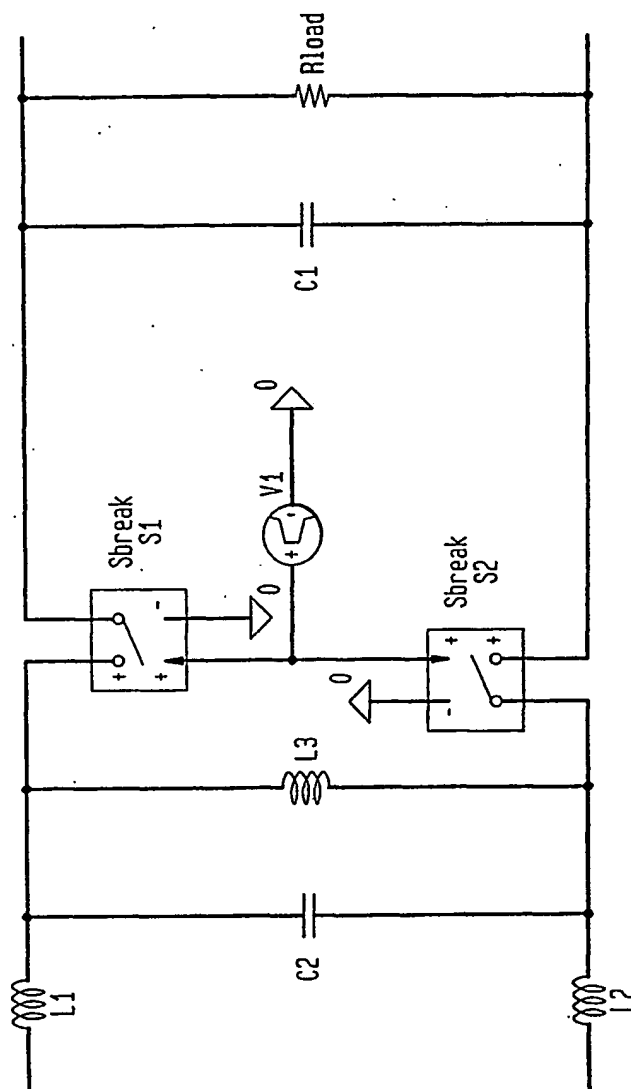 Rload
C1
Sbreak
S1
+
+
-
0
V1
+
-
0
Sbreak
S2
0
-
+
+
L3
C2
L1
L2